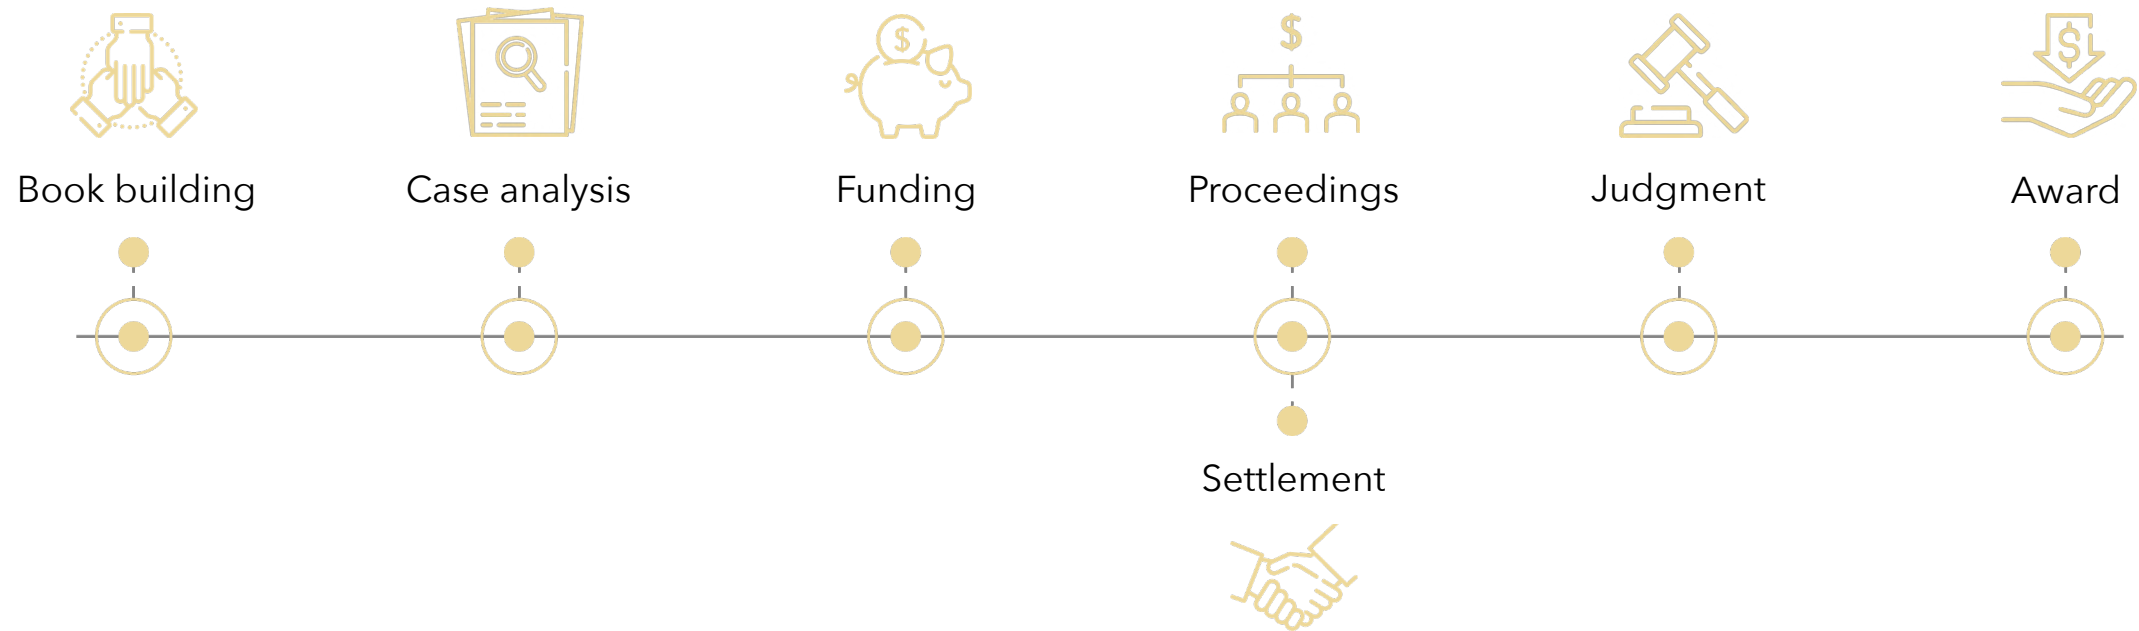 Book building
Case analysis
Funding
Proceedings
Judgment
Award
Settlement